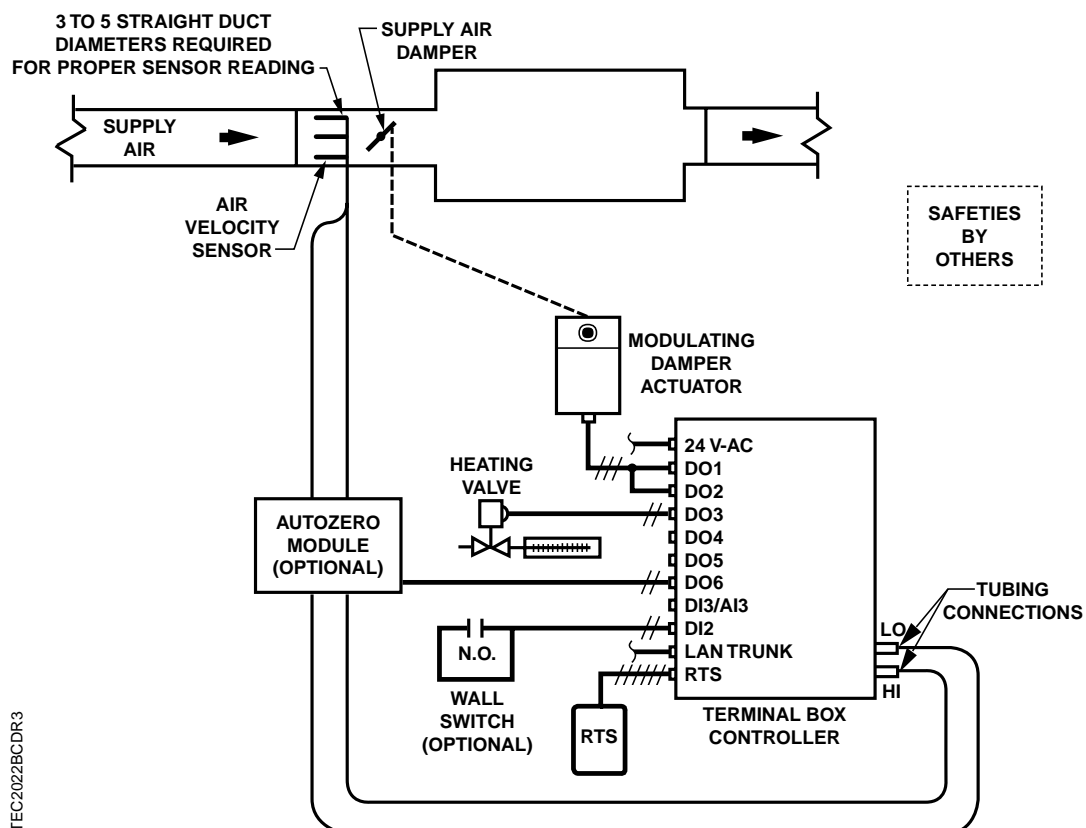 3 TO 5 STRAIGHT DUCT
DIAMETERS REQUIRED
FOR PROPER SENSOR READING
SUPPLY AIR
DAMPER
SUPPLY
AIR
AIR
VELOCITY
SENSOR
SAFETIES
BY
OTHERS
MODULATING
DAMPER
ACTUATOR
HEATING
VALVE
24 V-AC
DO1
DO2
DO3
DO4
DO5
DO6
DI3/AI3
DI2
LAN TRUNK
RTS
AUTOZERO
MODULE
(OPTIONAL)
TUBING
CONNECTIONS
LO
HI
N.O.
WALL
SWITCH
(OPTIONAL)
RTS
TERMINAL BOX
CONTROLLER
TEC2022BCDR3